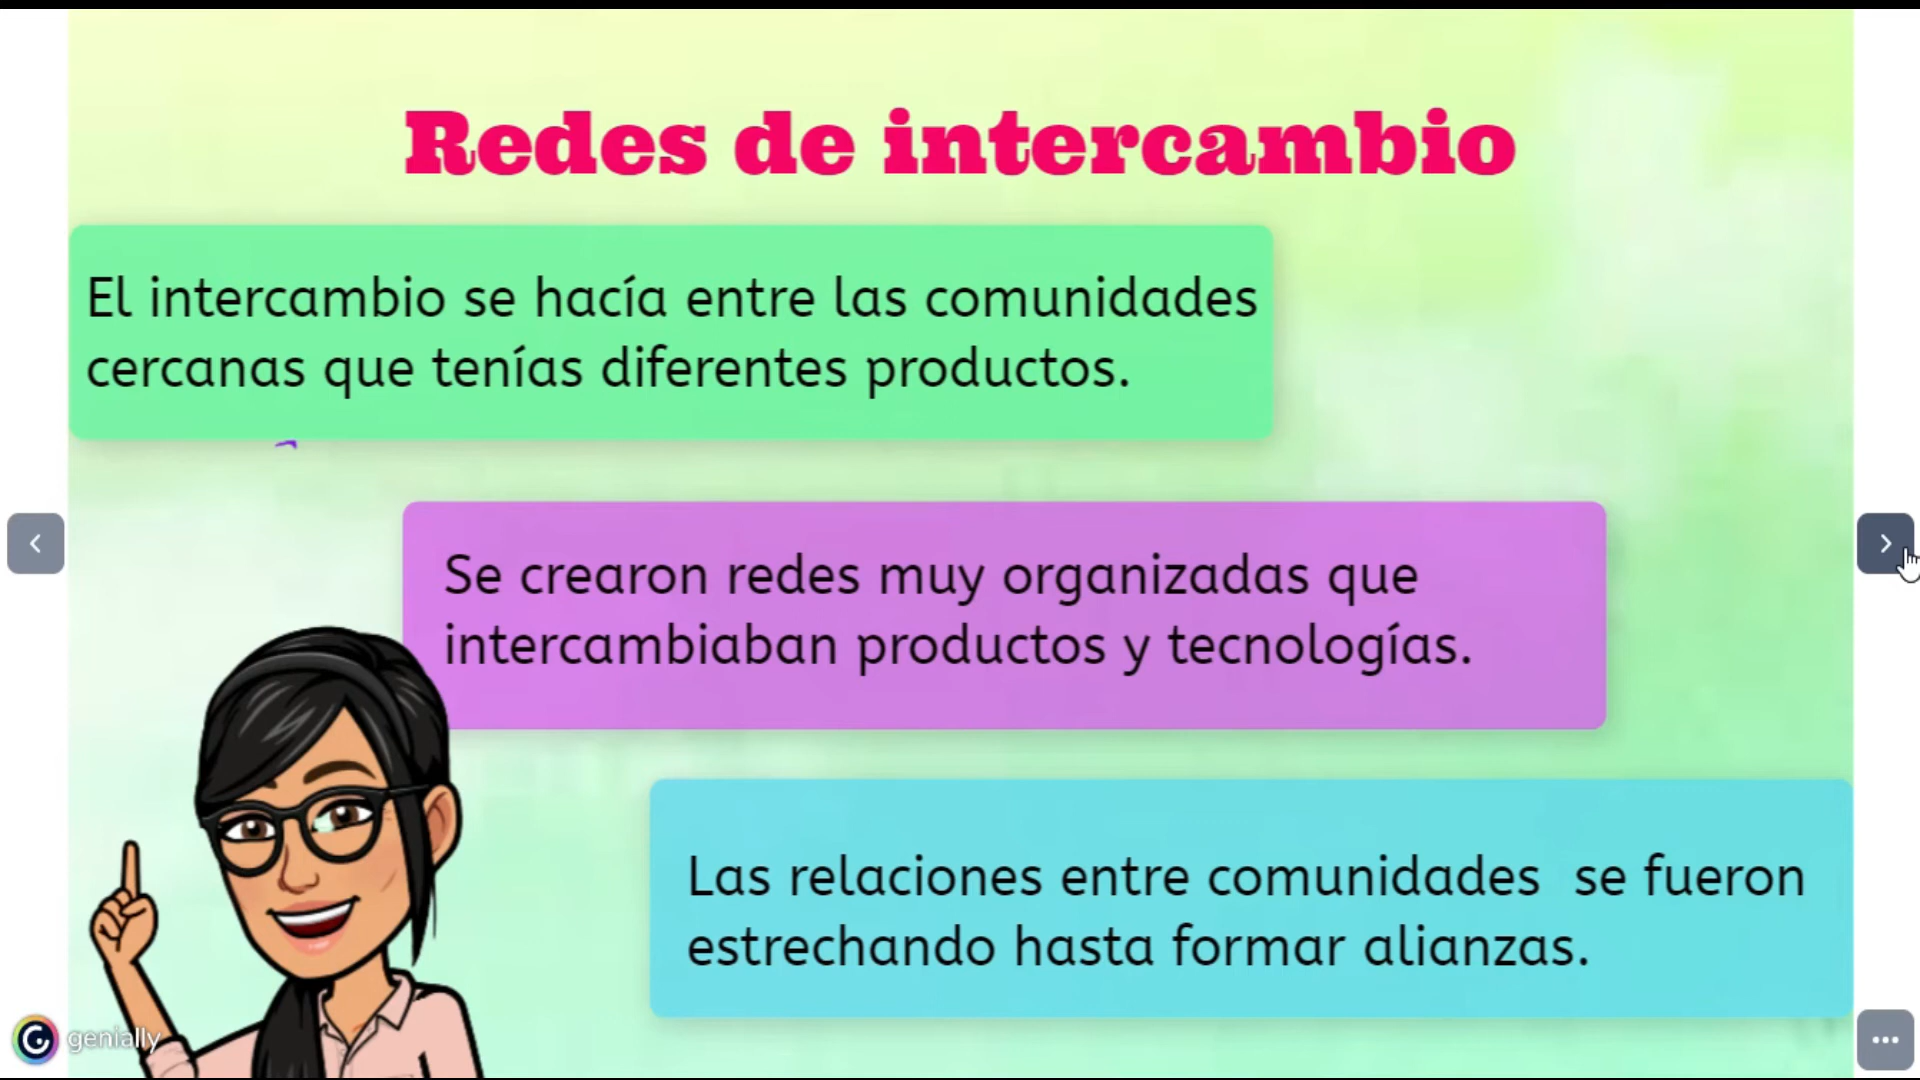 Redes de intercambio
El intercambio se hacía entre las comunidades
cercanas que tenías diferentes productos.
Se crearon redes muy organizadas que
intercambiaban productos y tecnologías.
Las relaciones entre comunidades se fueron
estrechando hasta formar alianzas.
genially